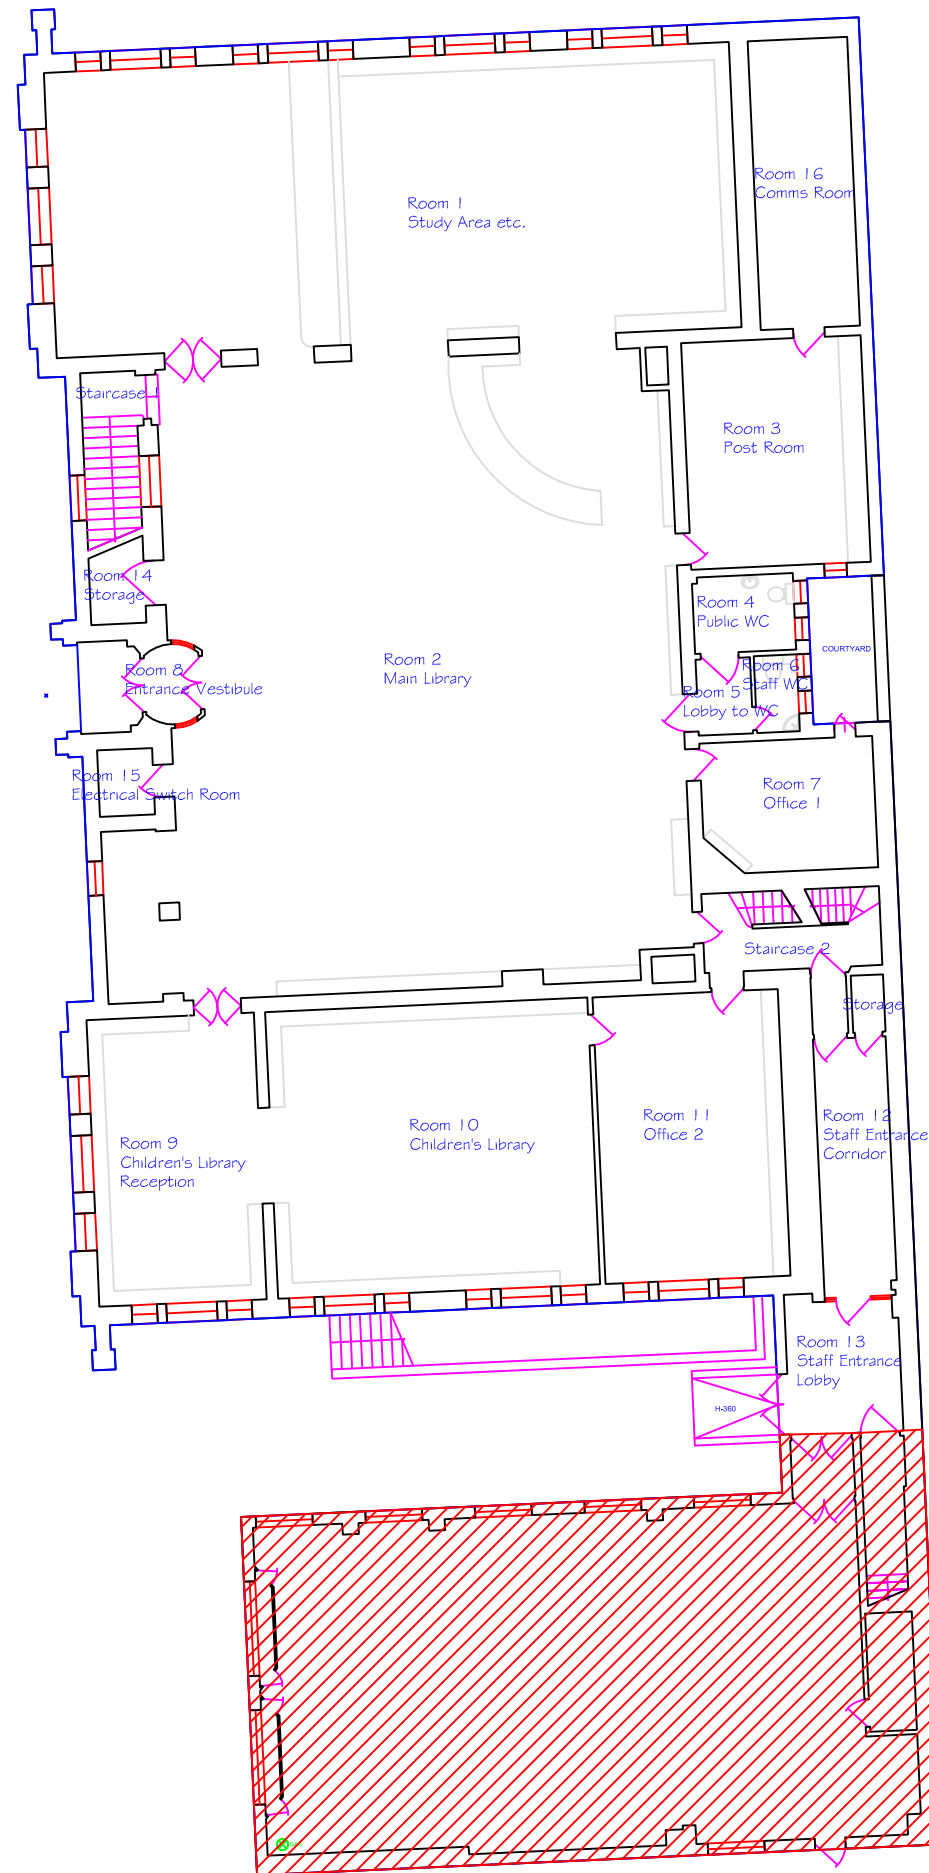 Room 16
Comms Room
Room 1
Study Area etc.
Staircase 1
Room 3
Post Room
Room 14
Storage
Room 4
Public WC
COURTYARD
Room 2
Main Library
Room 6
Staff WC
Room 8
Entrance Vestibule
Room 5
Lobby to WC
Room 15
Electrical Switch Room
Room 7
Office 1
Staircase 2
Storage
Room 9
Children's Library
Reception
Room 10
Children's Library
Room 11
Office 2
Room 12
Staff Entrance
Corridor
Room 13
Staff Entrance
Lobby
H-360